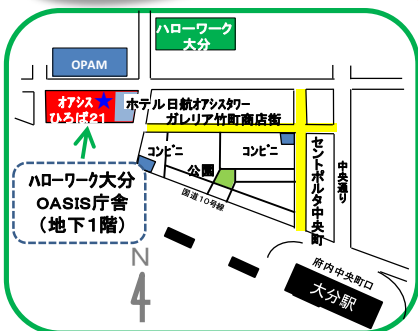 ハローワーク
大分
OPAM
オアシス
ひろば21
ホテル日航オアシスタワー
ガレリア竹町商店街
コンビニ
コンビニ
公園
国道10号線
セントポルタ中央町
中央通り
ハローワーク大分
OASIS庁舎
(地下1階)
N
府内中央町口
大分駅